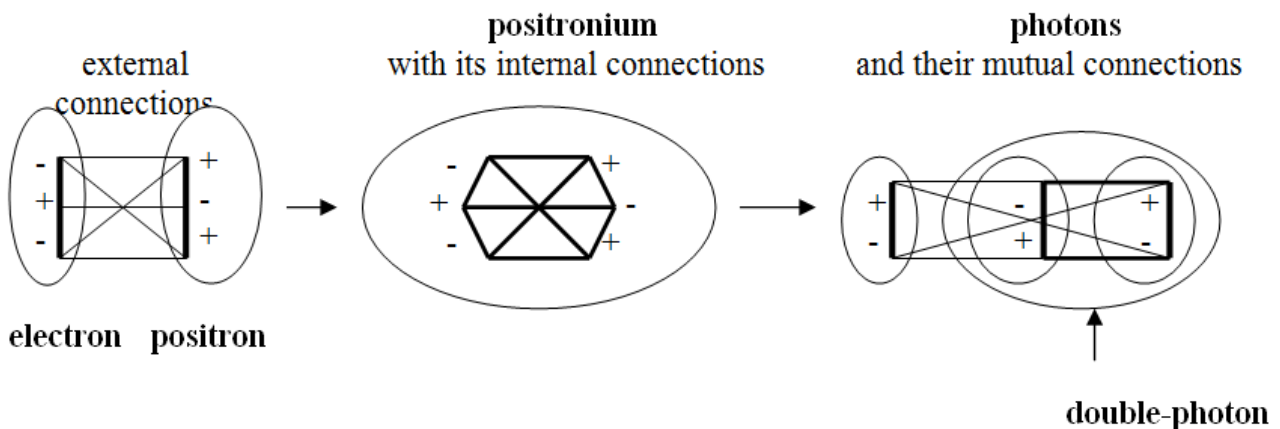 external
connections
-
+
-
+
-
+
electron positron
positronium
with its internal connections
-
+
-
+
-
+
photons
and their mutual connections
+
-
-
+
+
-
double-photon